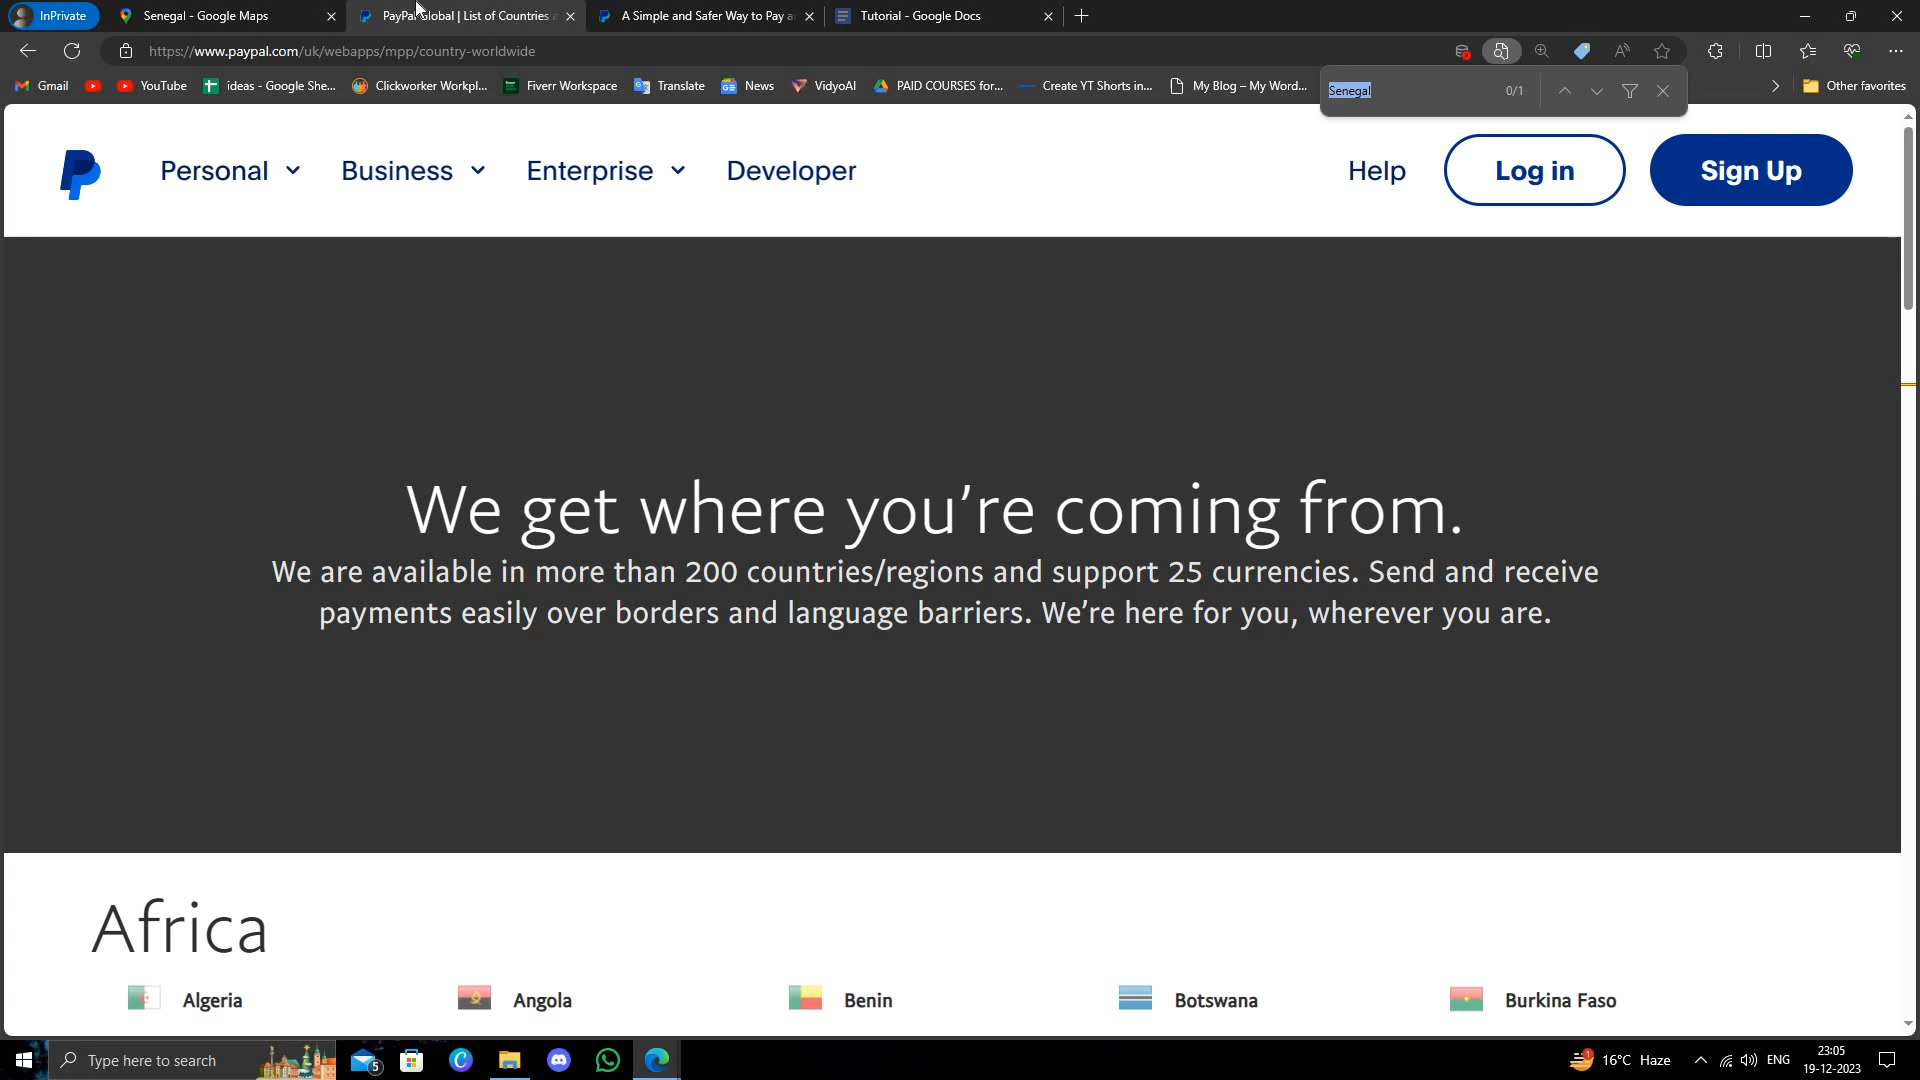 InPrivate
Senegal - Google Maps
PayPal Global | List of Countries a
A Simple and Safer Way to Pay a
Tutorial - Google Docs
https://www.paypal.com/uk/webapps/mpp/country-worldwide
Gmail
YouTube
ideas - Google She...
Clickworker Workpl...
Fiverr Workspace
Translate
News
VidyoAI
PAID COURSES for...
Create YT Shorts in...
My Blog – My Word...
Senegal
0/1
Other favorites
Personal
Business
Enterprise
Developer
Help
Log in
Sign Up
We get where you’re coming from.
We are available in more than 200 countries/regions and support 25 currencies. Send and receive
payments easily over borders and language barriers. We’re here for you, wherever you are.
Africa
Algeria
Angola
Benin
Botswana
Burkina Faso
Type here to search
5
1
16°C Haze
ENG
23:05
19-12-2023